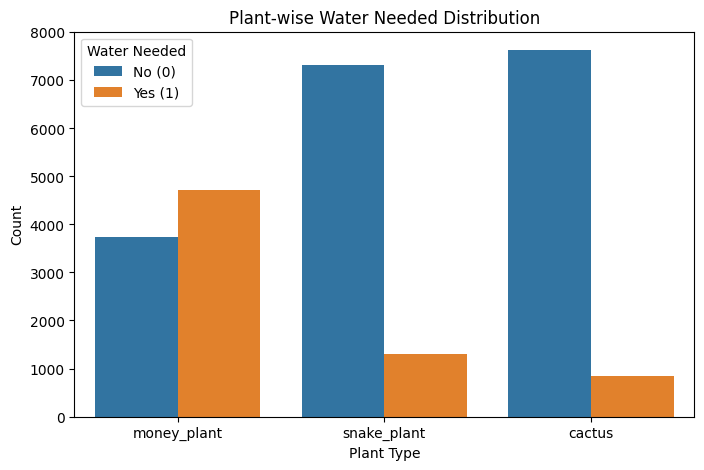 Plant-wise Water Needed Distribution
Water Needed
No (0)
Yes (1)
Count
8000
7000
6000
5000
4000
3000
2000
1000
0
money_plant
snake_plant
cactus
Plant Type